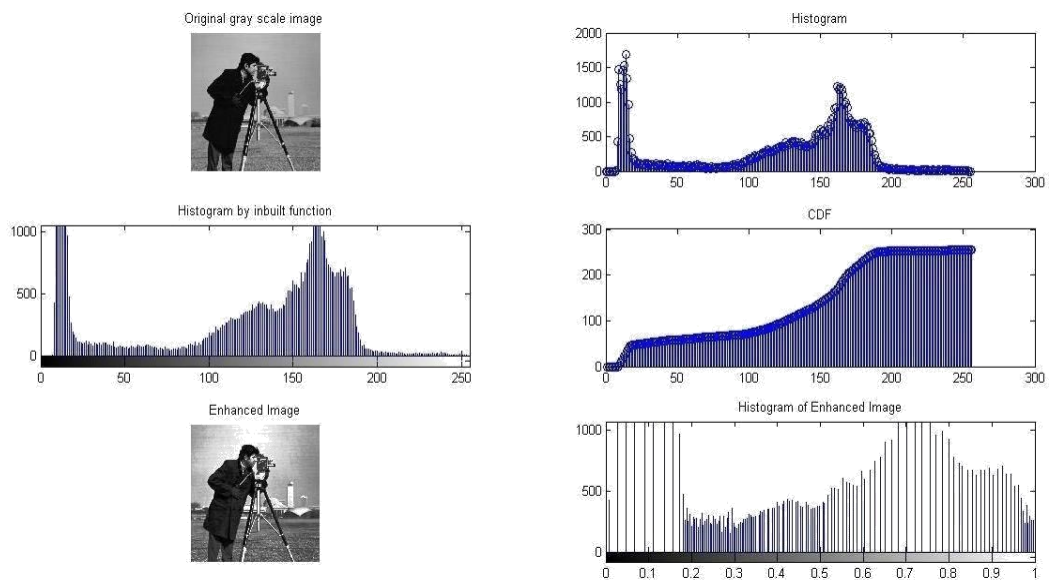 Original gray scale image
Histogram
2000
1500
1000
500
0
0 50 100 150 200 250 300
Histogram by inbuilt function
1000
500
0
0 50 100 150 200 250
CDF
300
200
100
0
0 50 100 150 200 250 300
Enhanced Image
Histogram of Enhanced Image
1000
500
0
0 0.1 0.2 0.3 0.4 0.5 0.6 0.7 0.8 0.9 1